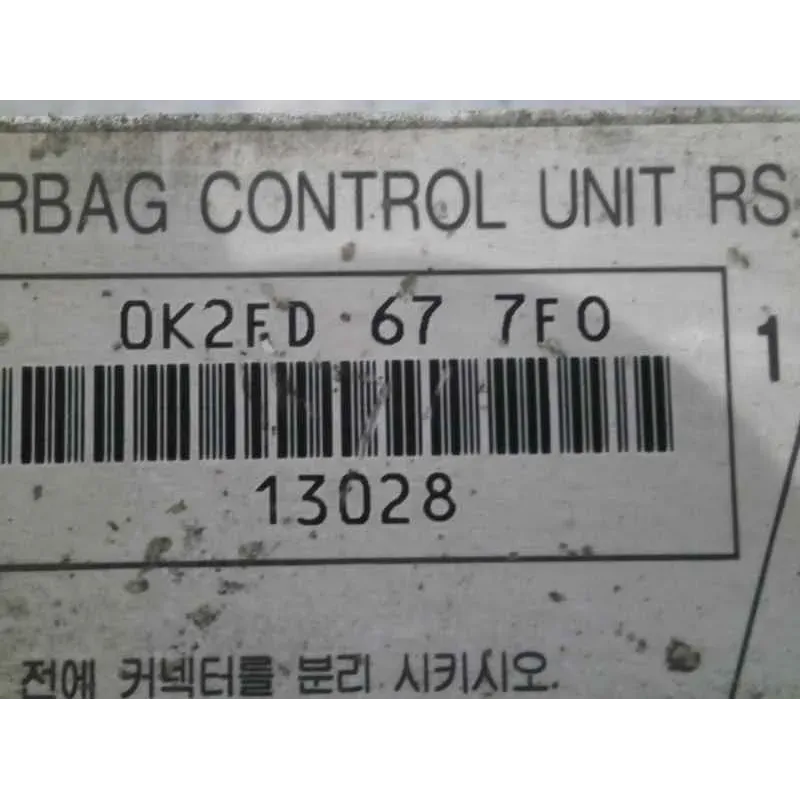 RBAG CONTROL UNIT RS
0K2FD 67 7F0
1
13028
전에 커넥터를 분리 시키시오.